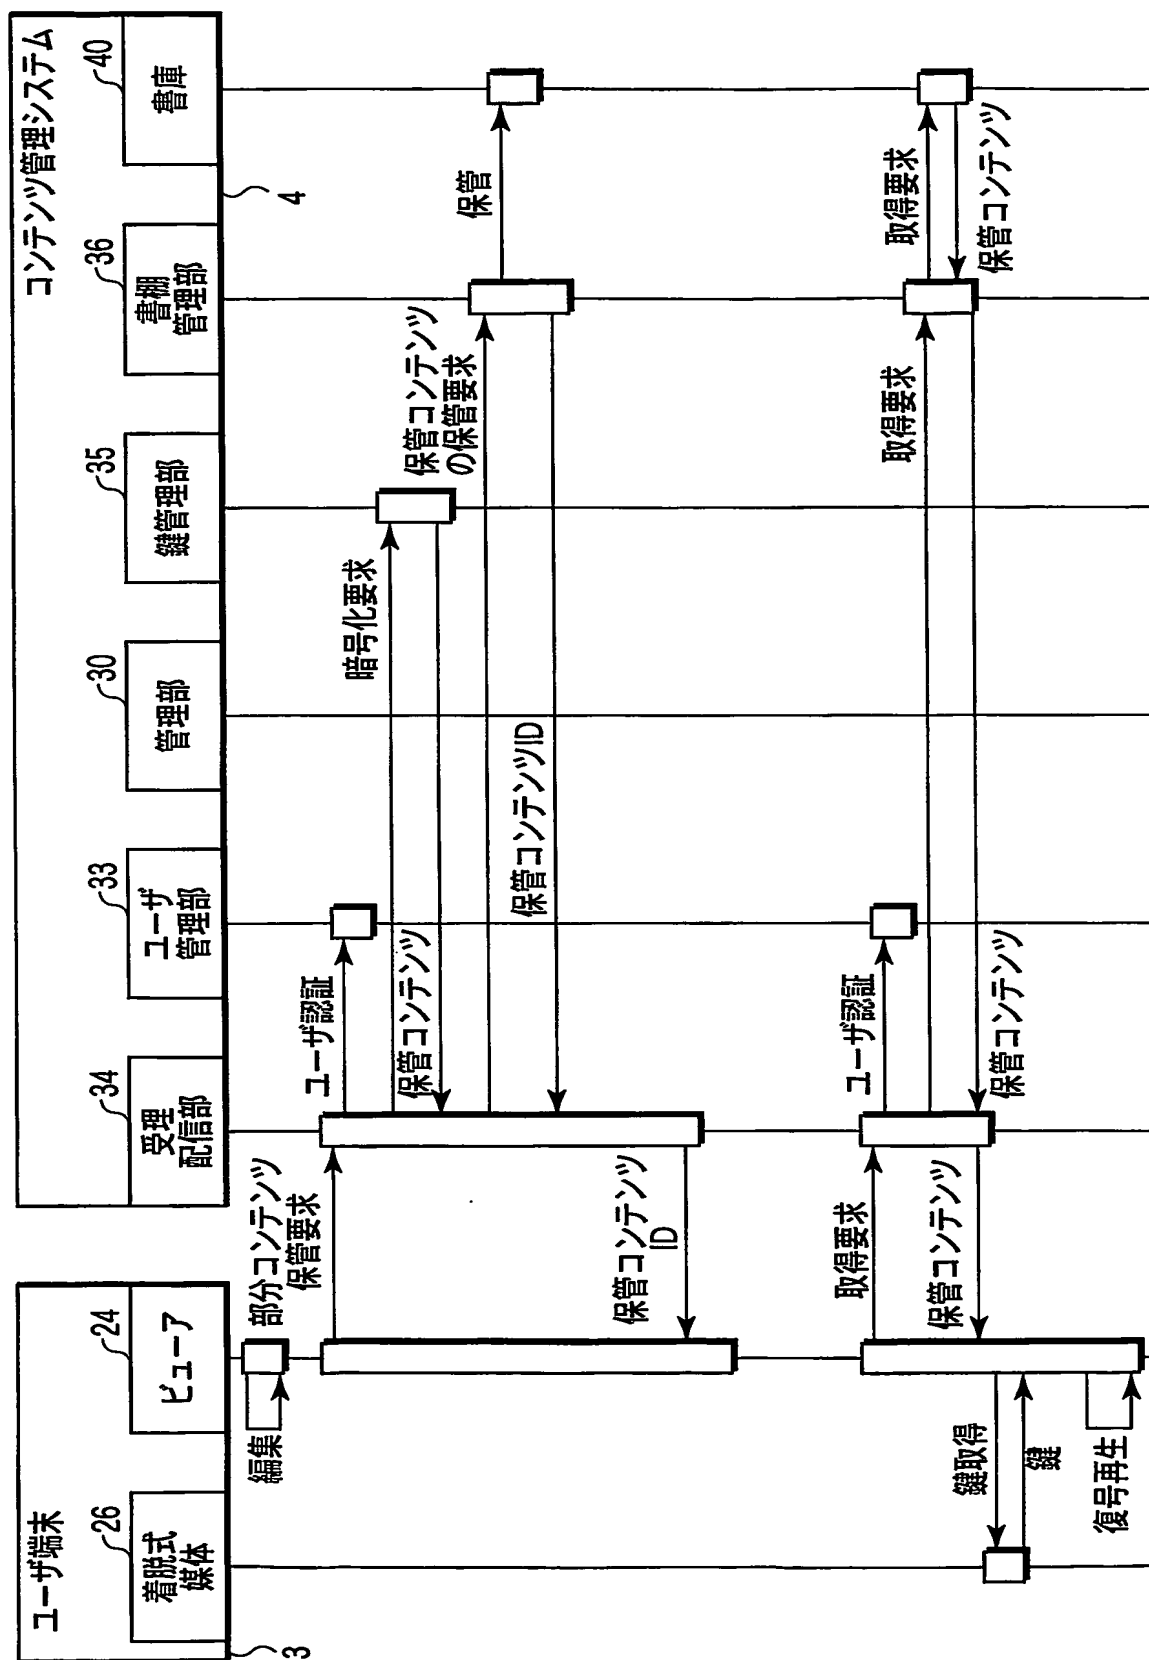 ユーザ端末
3
26
着脱式
媒体
24
ビューア
コンテンツ管理システム
4
34
受理
配信部
33
ユーザ
管理部
30
管理部
35
鍵管理部
36
書棚
管理部
40
書庫
編集
部分コンテンツ
保管要求
ユーザ認証
暗号化要求
保管コンテンツ
保管コンテンツ
の保管要求
保管
保管コンテンツID
保管コンテンツ
ID
取得要求
ユーザ認証
取得要求
取得要求
保管コンテンツ
保管コンテンツ
保管コンテンツ
鍵取得
鍵
復号再生